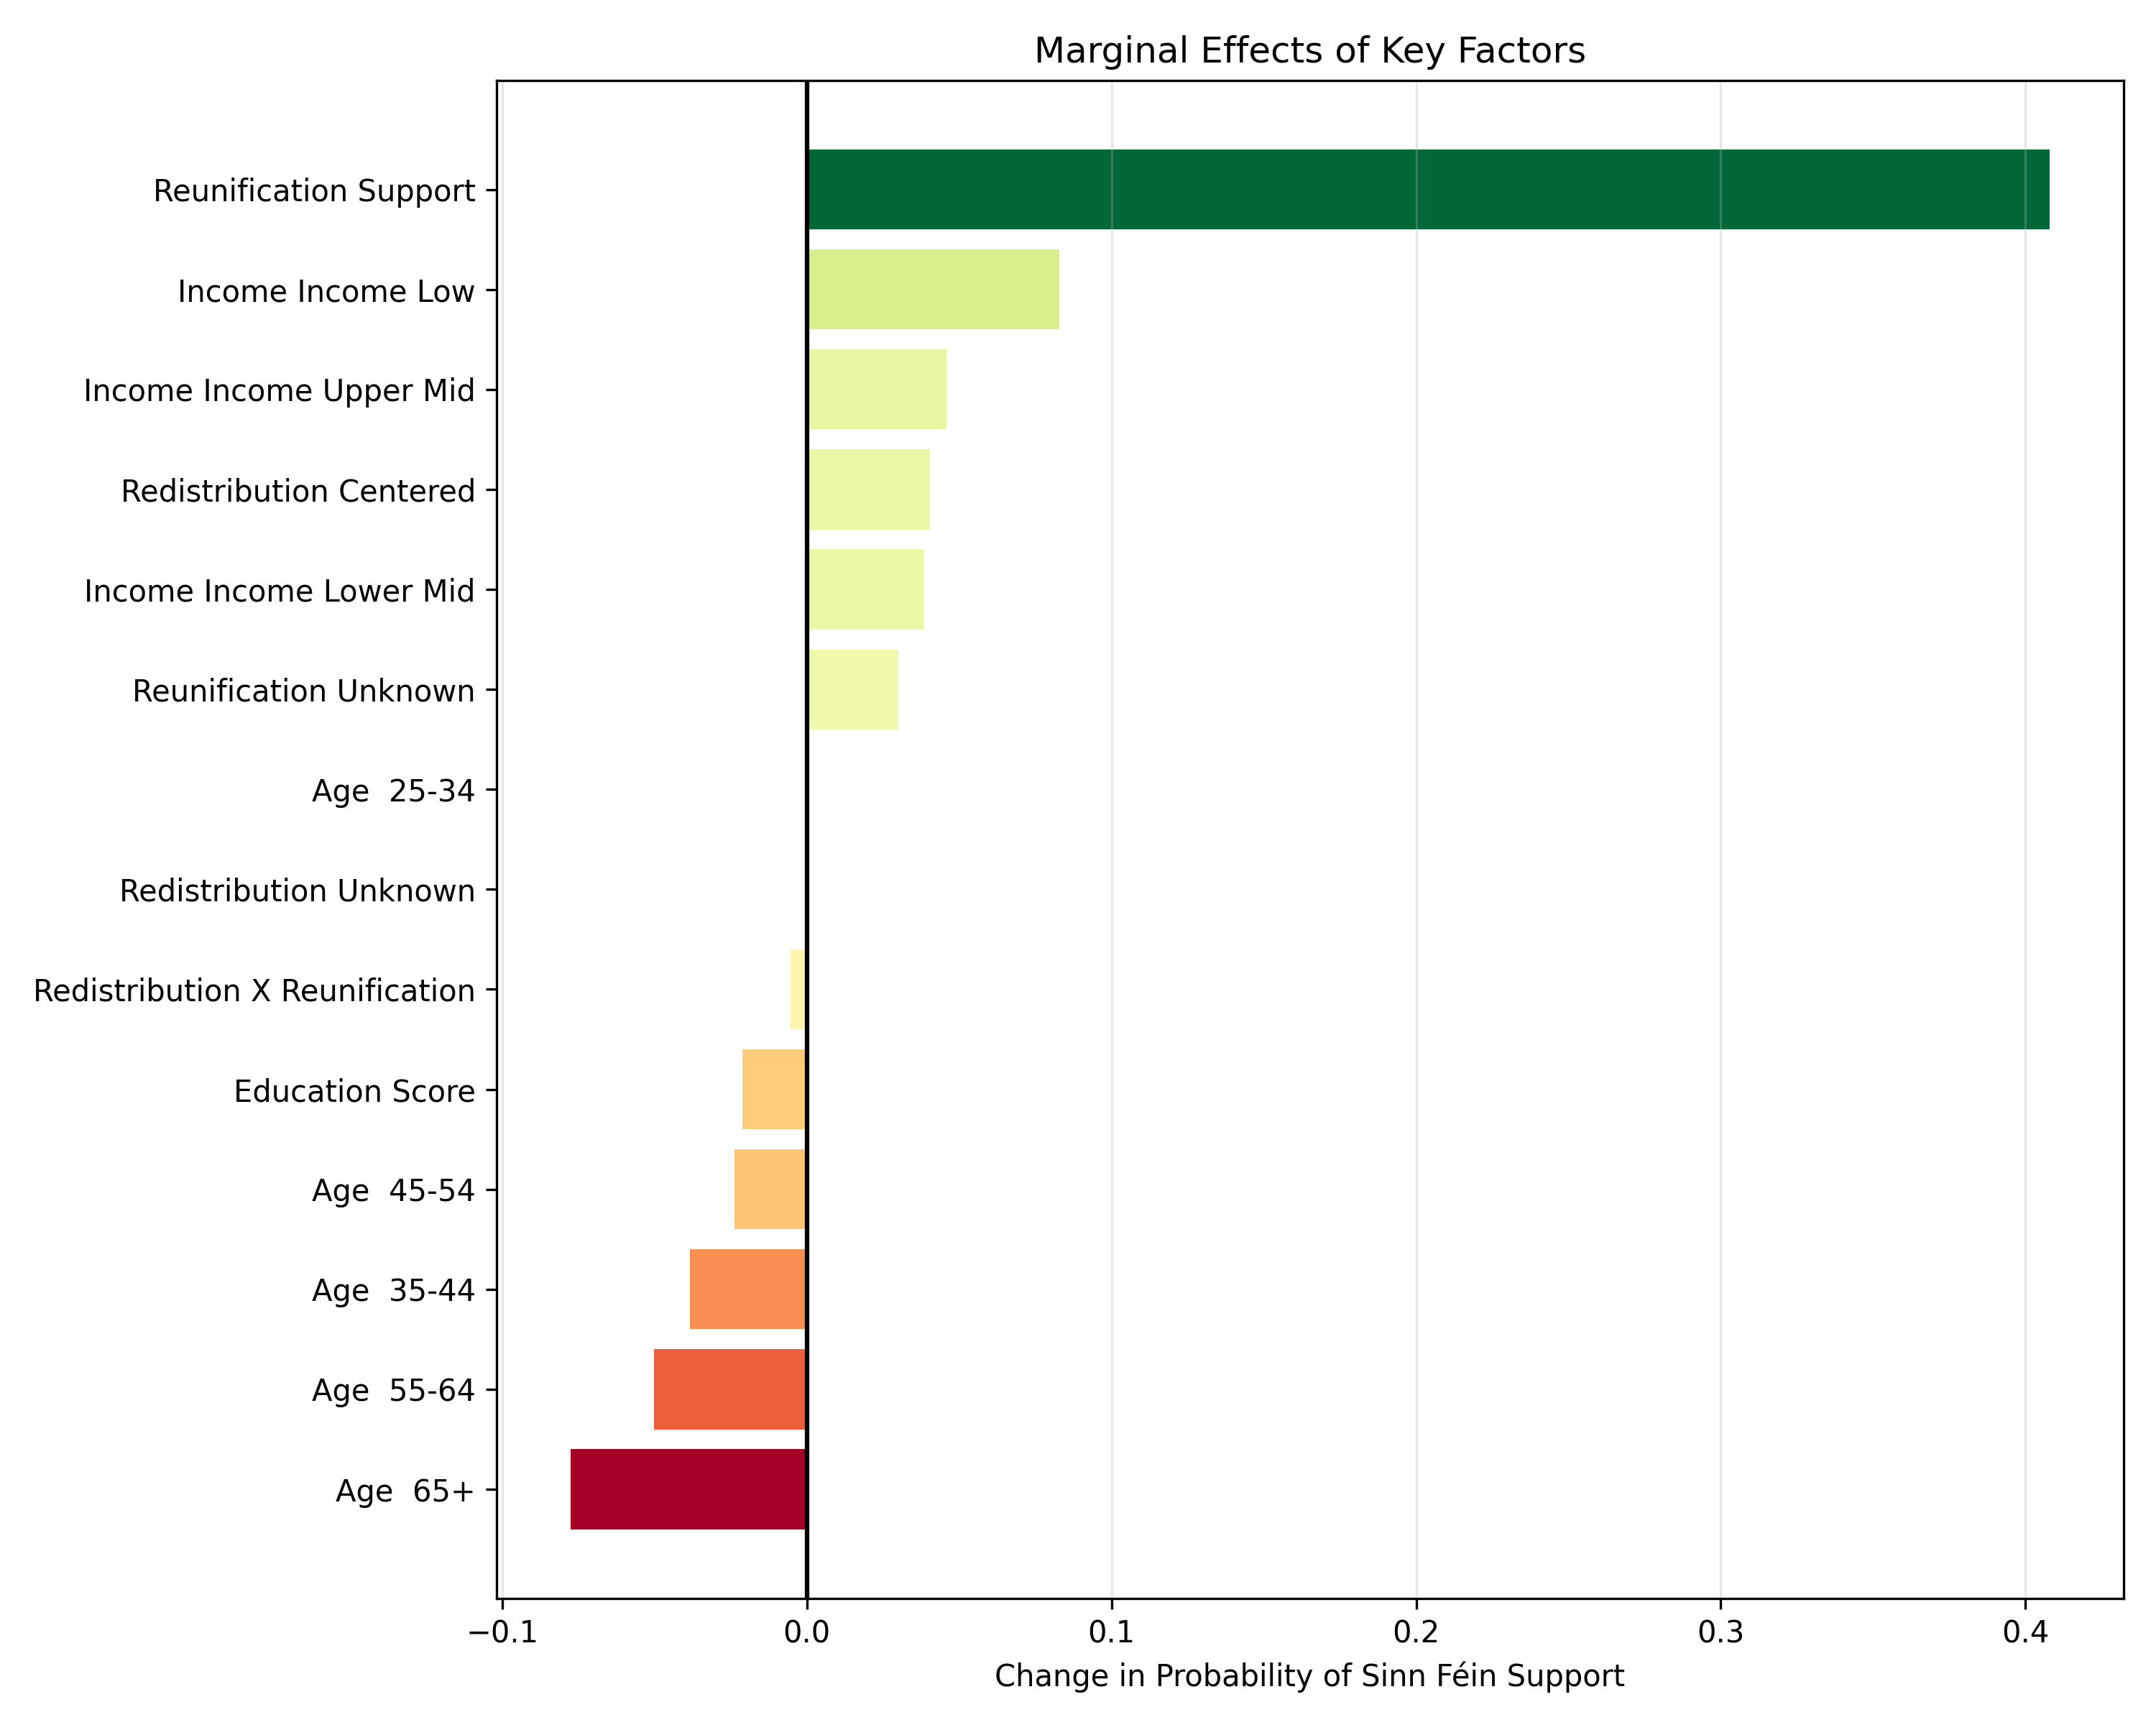 Marginal Effects of Key Factors
Reunification Support
Income Income Low
Income Income Upper Mid
Redistribution Centered
Income Income Lower Mid
Reunification Unknown
Age  25-34
Redistribution Unknown
Redistribution X Reunification
Education Score
Age  45-54
Age  35-44
Age  55-64
Age  65+
−0.1 0.0 0.1 0.2 0.3 0.4
Change in Probability of Sinn Féin Support